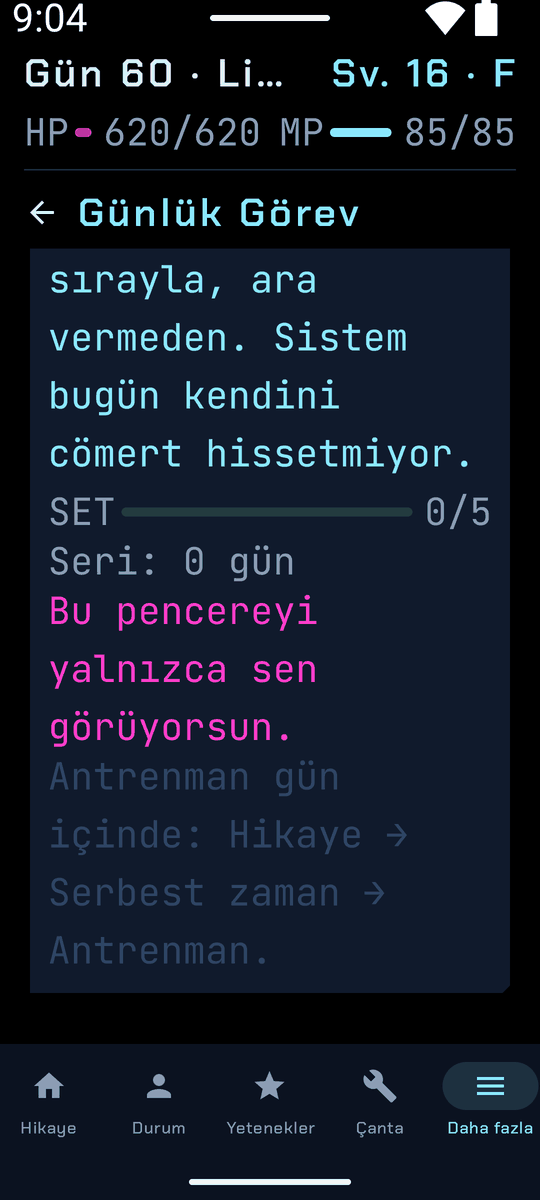 9:04
Gün 60 · Li… Sv. 16 · F
HP 620/620 MP 85/85
← Günlük Görev
sırayla, ara
vermeden. Sistem
bugün kendini
cömert hissetmiyor.
SET 0/5
Seri: 0 gün
Bu pencereyi
yalnızca sen
görüyorsun.
Antrenman gün
içinde: Hikaye →
Serbest zaman →
Antrenman.
Hikaye Durum Yetenekler Çanta Daha fazla